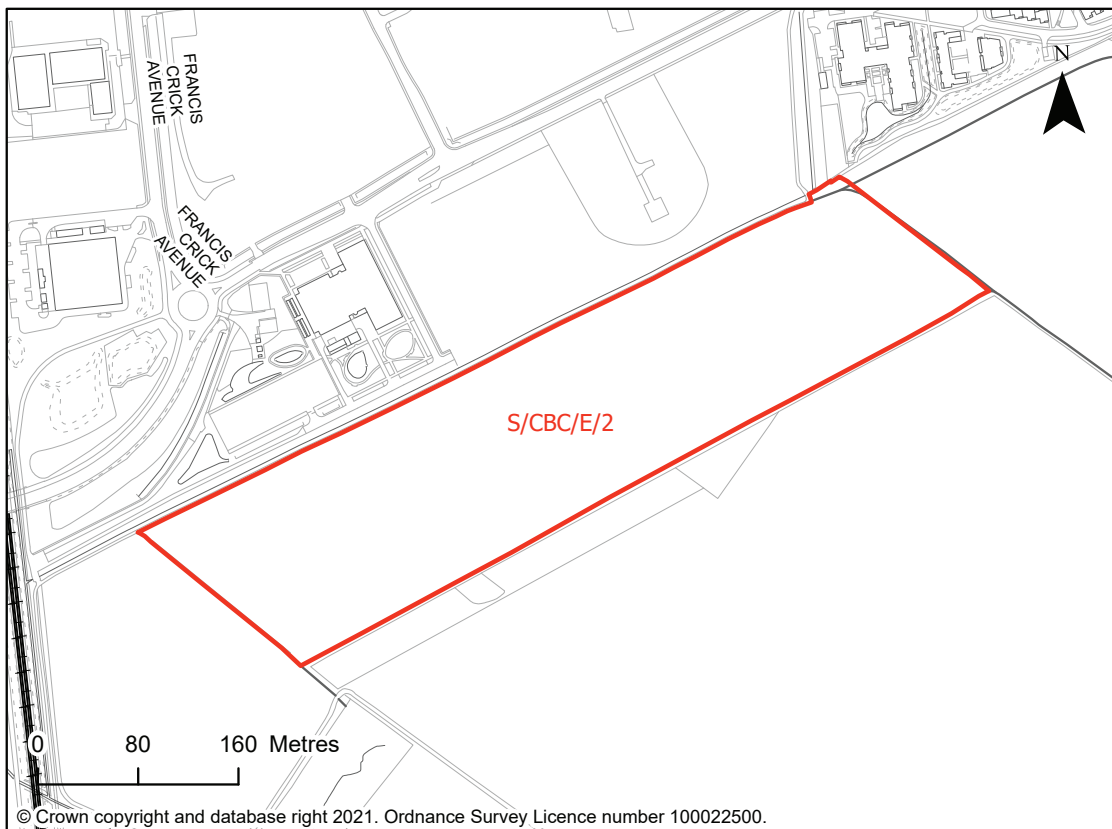 FRANCIS
CRICK
AVENUE
N
FRANCIS
CRICK
AVENUE
S/CBC/E/2
0 80 160 Metres
© Crown copyright and database right 2021. Ordnance Survey Licence number 100022500.